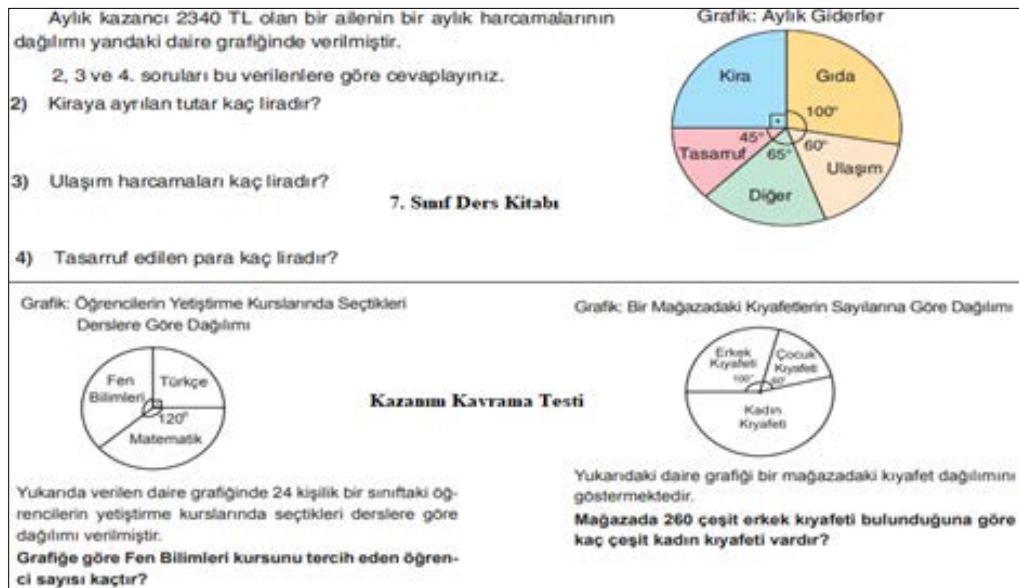 Aylık kazancı 2340 TL olan bir ailenin bir aylık harcamalarının
dağılımı yandaki daire grafiğinde verilmiştir.
2, 3 ve 4. soruları bu verilenlere göre cevaplayınız.
2) Kiraya ayrılan tutar kaç liradır?
3) Ulaşım harcamaları kaç liradır?
7. Sınıf Ders Kitabı
4) Tasarruf edilen para kaç liradır?
Grafik: Aylık Giderler
Kira
Gıda
100°
45°
60°
Tasarruf
65°
Ulaşım
Diğer
Grafik: Öğrencilerin Yetiştirme Kurslarında Seçtikleri
Derslere Göre Dağılımı
Fen
Bilimleri
Türkçe
120°
Matematik
Kazanım Kavrama Testi
Yukarıda verilen daire grafiğinde 24 kişilik bir sınıftaki öğ-
rencilerin yetiştirme kurslarında seçtikleri derslere göre
dağılımı verilmiştir.
Grafiğe göre Fen Bilimleri kursunu tercih eden öğren-
ci sayısı kaçtır?
Grafik: Bir Mağazadaki Kıyafetlerin Sayılarına Göre Dağılımı
Erkek
Kıyafeti
Çocuk
Kıyafeti
100°
60°
Kadın
Kıyafeti
Yukarıdaki daire grafiği bir mağazadaki kıyafet dağılımını
göstermektedir.
Mağazada 260 çeşit erkek kıyafeti bulunduğuna göre
kaç çeşit kadın kıyafeti vardır?